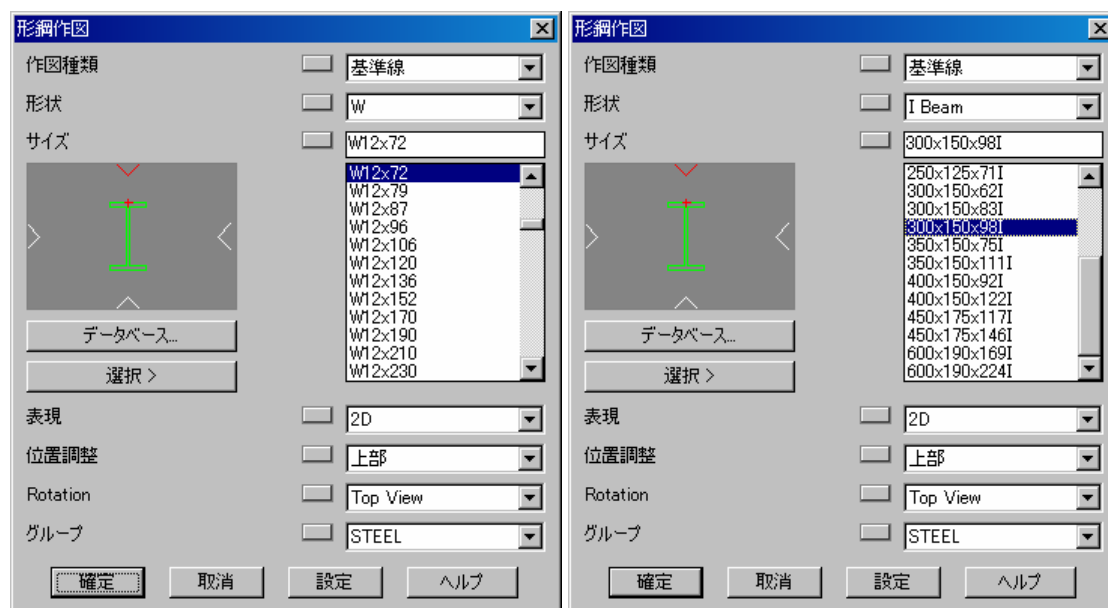 形鋼作図
作図種類
基準線
形状
W
サイズ
W12x72
W12x72
W12x79
W12x87
W12x96
W12x106
W12x120
W12x136
W12x152
W12x170
W12x190
W12x210
W12x230
データベース...
選択 >
表現
2D
位置調整
上部
Rotation
Top View
グループ
STEEL
確定
取消
設定
ヘルプ
形鋼作図
作図種類
基準線
形状
I Beam
サイズ
300x150x98I
250x125x71I
300x150x62I
300x150x83I
300x150x98I
350x150x75I
350x150x111I
400x150x92I
400x150x122I
450x175x117I
450x175x146I
600x190x169I
600x190x224I
データベース...
選択 >
表現
2D
位置調整
上部
Rotation
Top View
グループ
STEEL
確定
取消
設定
ヘルプ